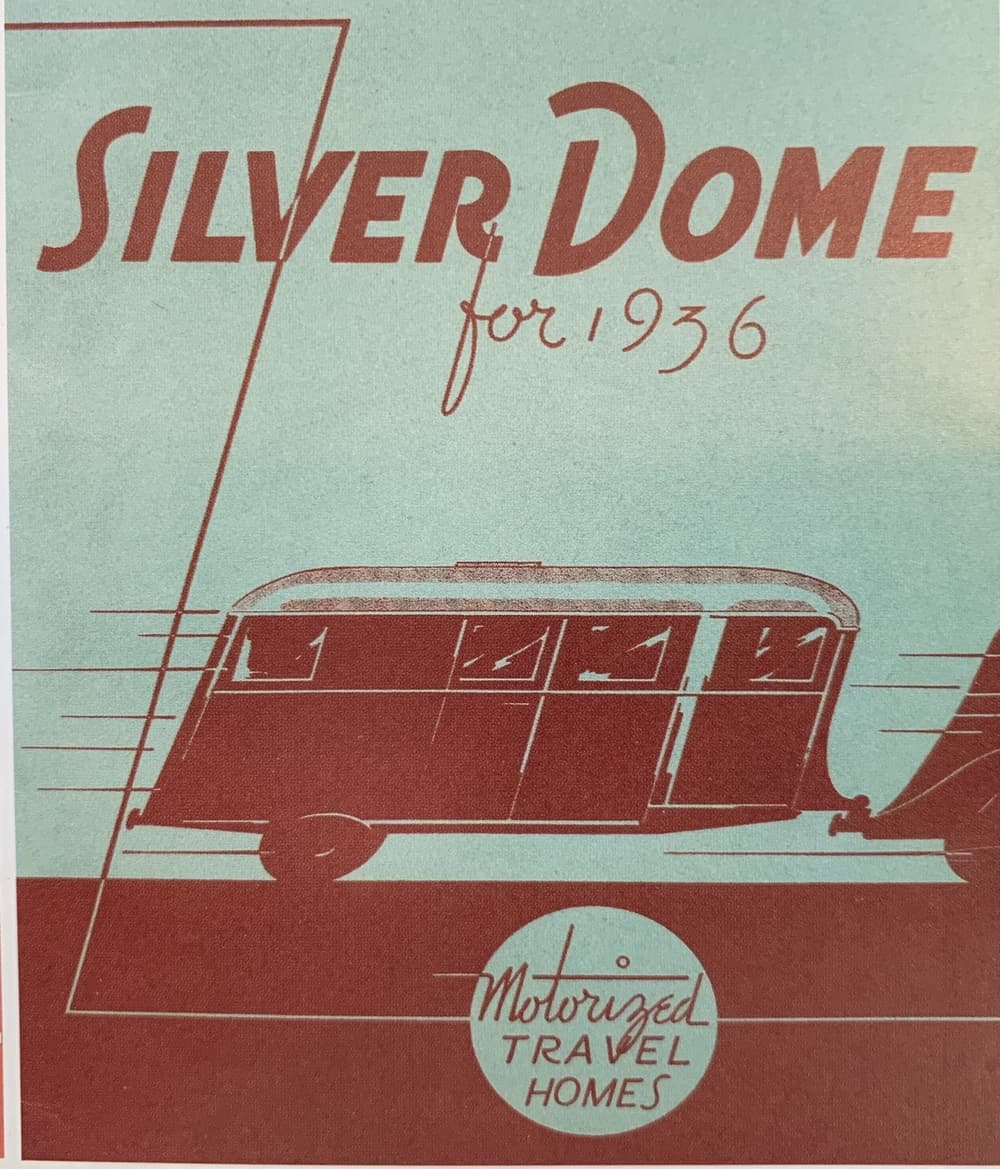 SILVER DOME
for 1936
Motorized
TRAVEL
HOMES